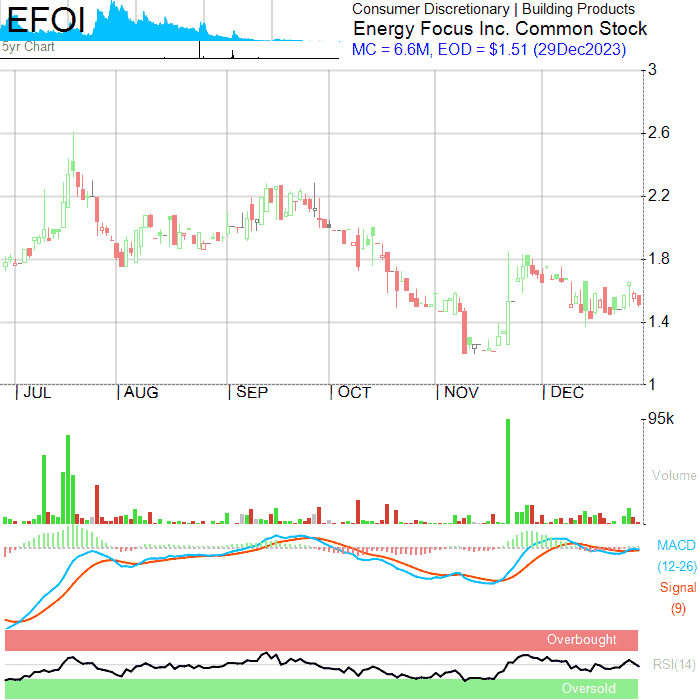 EFOI
5yr Chart
Consumer Discretionary | Building Products
Energy Focus Inc. Common Stock
MC = 6.6M, EOD = $1.51 (29Dec2023)
3
2.6
2.2
1.8
1.4
1
JUL AUG SEP OCT NOV DEC
95k
Volume
MACD
(12-26)
Signal
(9)
Overbought
RSI(14)
Oversold